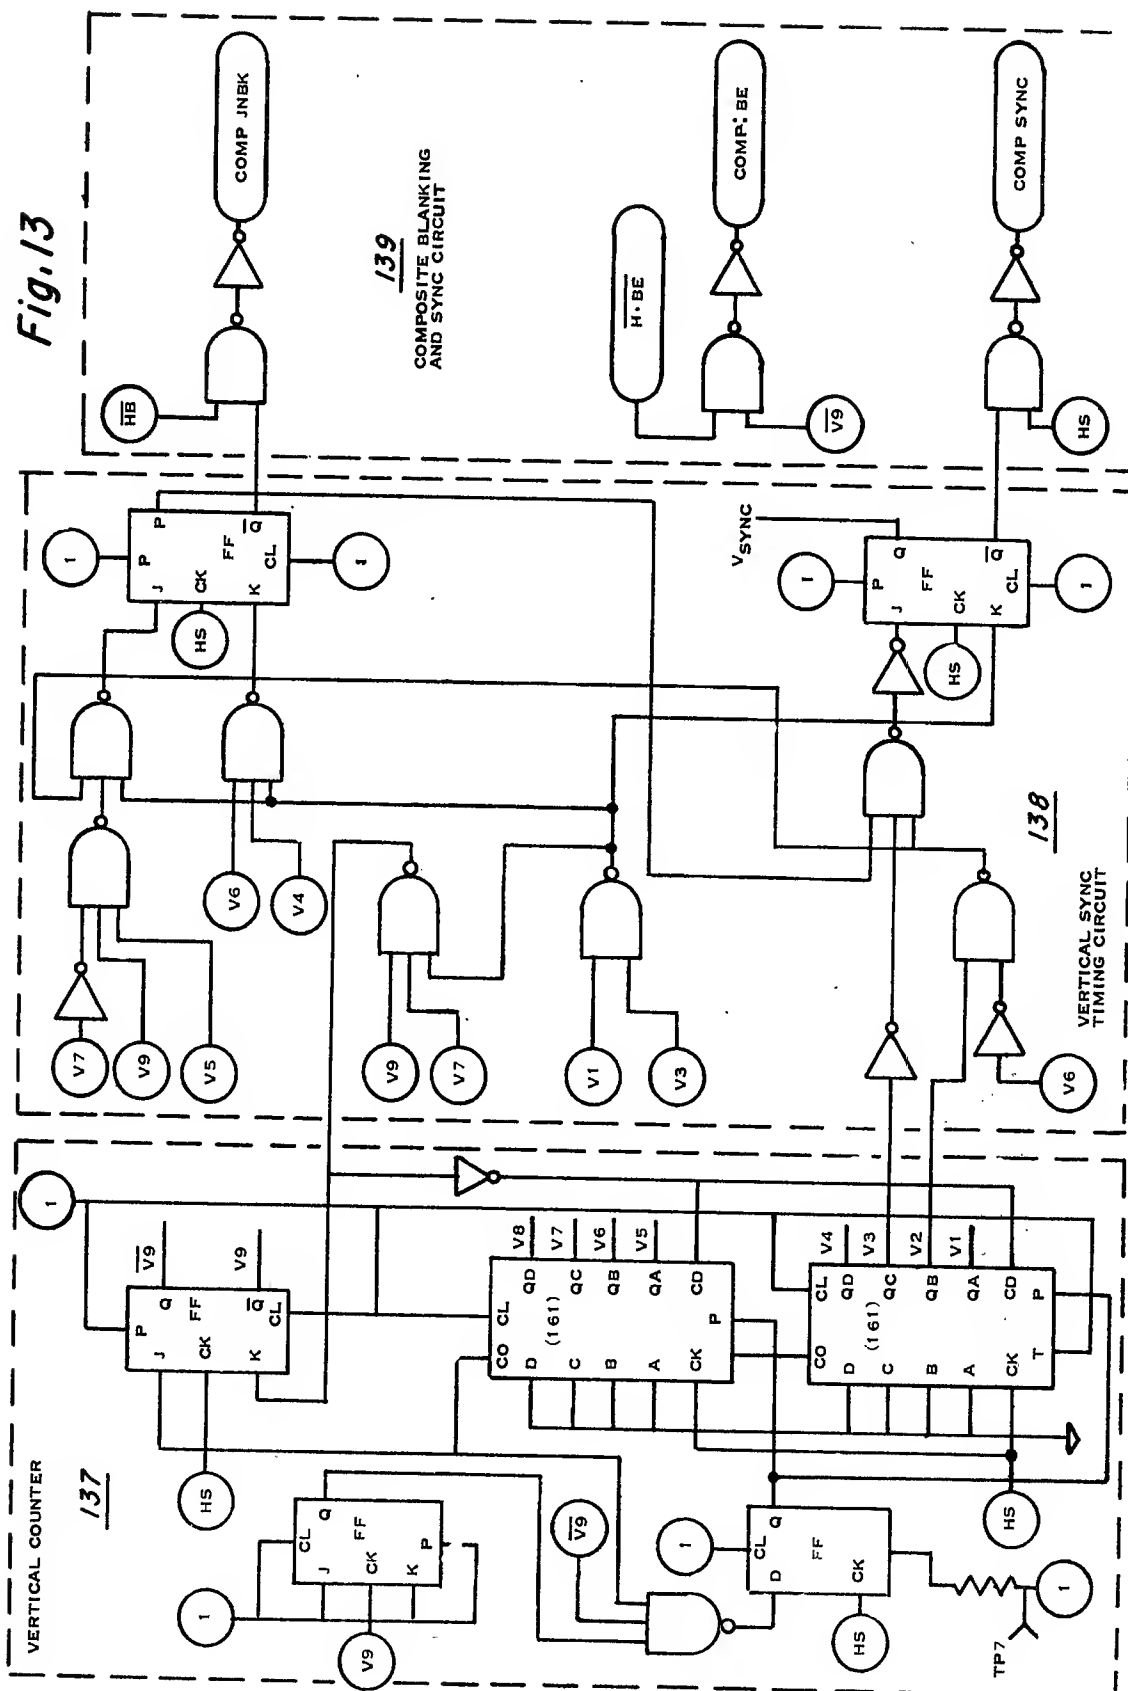 Fig.13
HB
COMP JNBK
139
COMPOSITE BLANKING
AND SYNC CIRCUIT
H·BE
COMP: BE
V9
HS
COMP SYNC
V7
V9
V5
V6
V4
V9
V7
V1
V3
V6
1
P
J
P
CK
FF
K
Q
CL
1
HS
VSYNC
1
P
J
Q
FF
CK
Q
K
CL
1
HS
138
VERTICAL SYNC
TIMING CIRCUIT
VERTICAL COUNTER
137
1
V9
V9
P
J
Q
FF
CK
Q
K
CL
HS
1
CL
Q
J
FF
CK
K
P
V9
V9
V8
V7
V6
V5
CO
CL
D
QD
(161)
C
QC
B
QB
A
QA
CK
CD
P
V4
V3
V2
V1
CO
CL
D
QD
(161)
C
QC
B
QB
A
QA
CK
CD
T
P
HS
1
CL
Q
D
FF
CK
HS
TP7
1